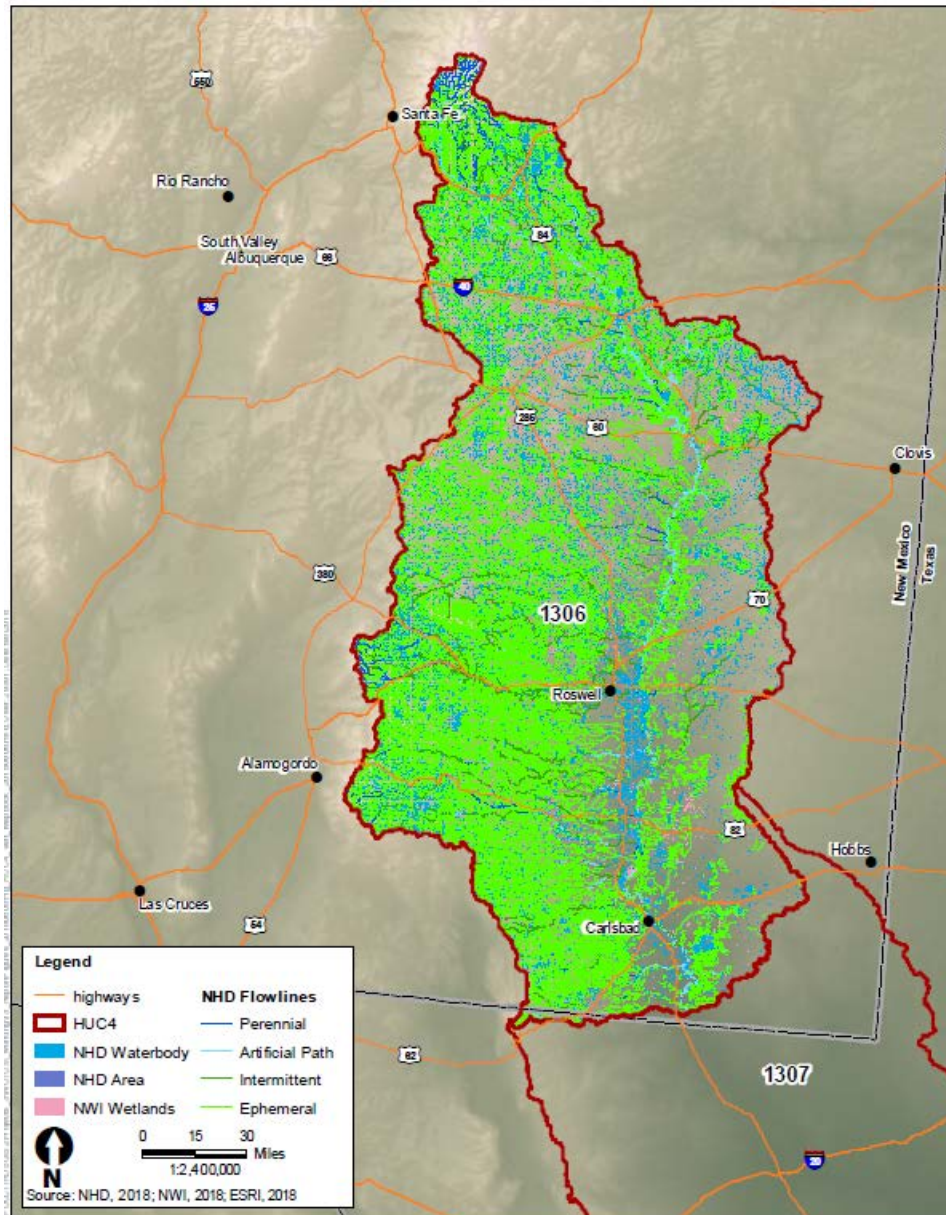 550
Santa Fe
Rio Rancho
84
South Valley
Albuquerque
66
40
25
285
60
Clovis
New Mexico
Texas
380
70
1306
Roswell
Alamogordo
82
Hobbs
Las Cruces
54
Carlsbad
Legend
highways
HUC4
NHD Waterbody
NHD Area
NWI Wetlands
NHD Flowlines
Perennial
Artificial Path
Intermittent
Ephemeral
N
0 15 30
Miles
1:2,400,000
Source: NHD, 2018; NWI, 2018; ESRI, 2018
62
1307
20